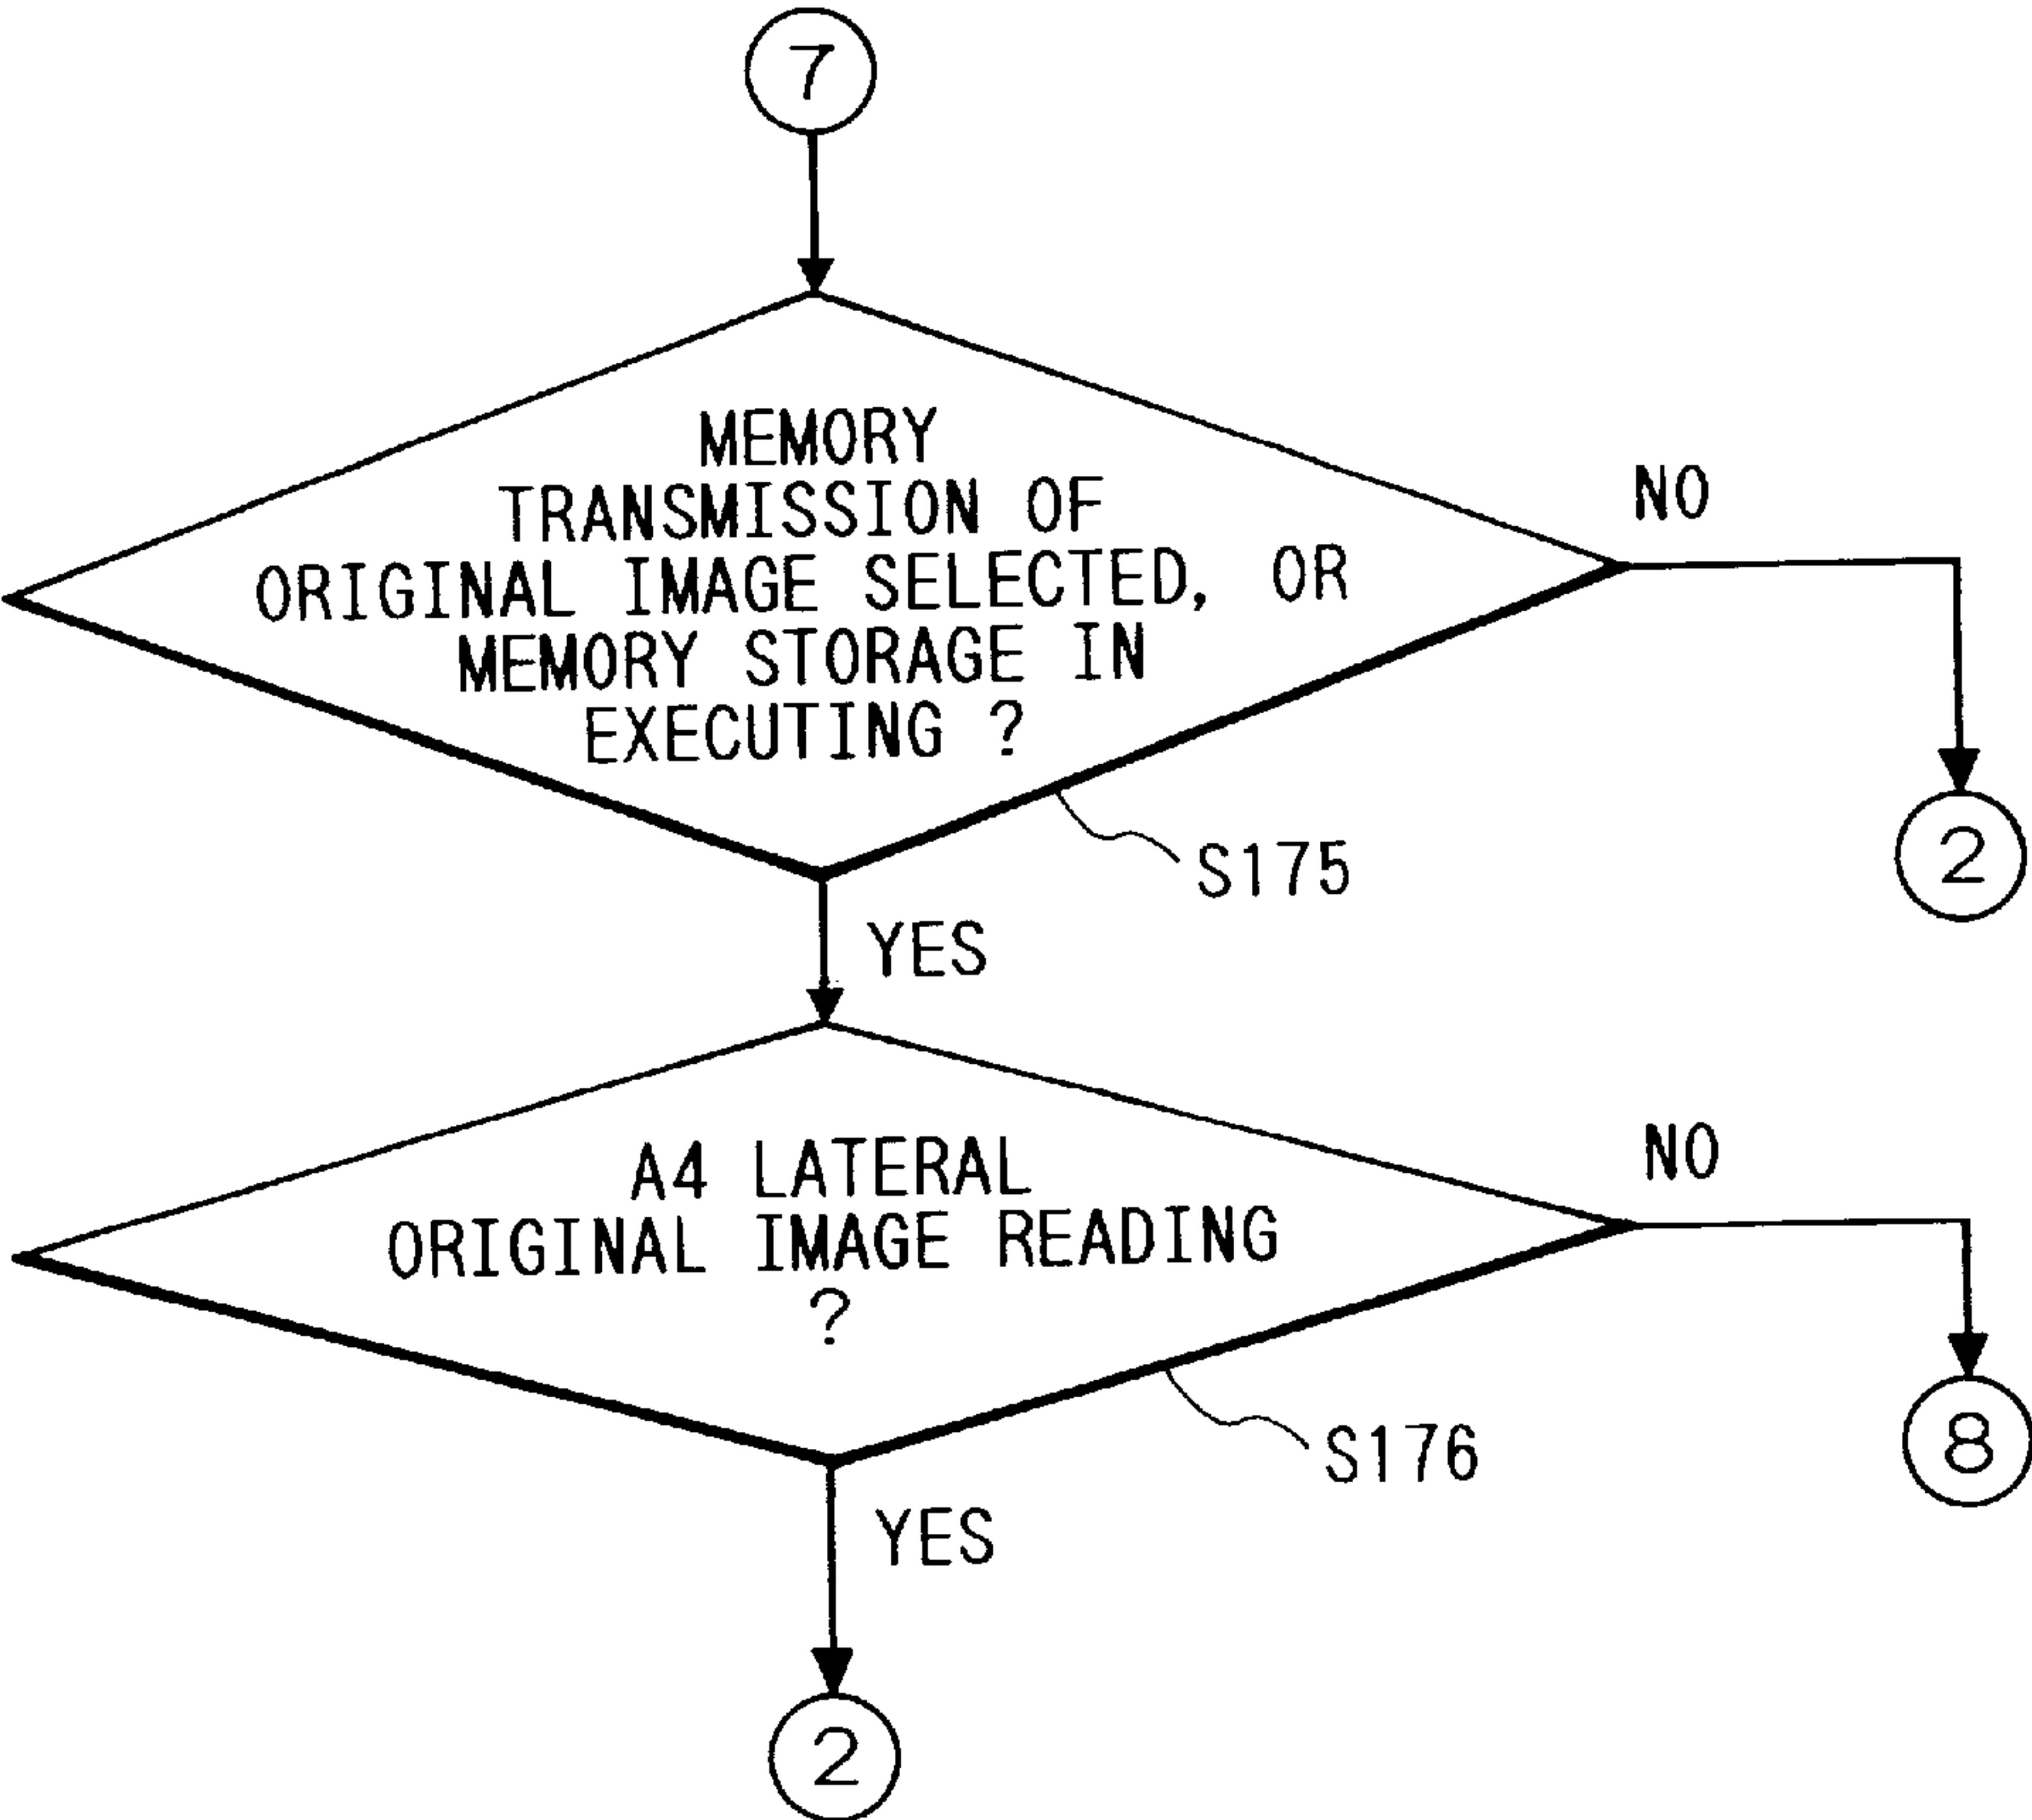 7
MEMORY
TRANSMISSION OF
ORIGINAL IMAGE SELECTED, OR
MEMORY STORAGE IN
EXECUTING ?
NO
S175
2
YES
A4 LATERAL
ORIGINAL IMAGE READING
?
NO
S176
8
YES
2